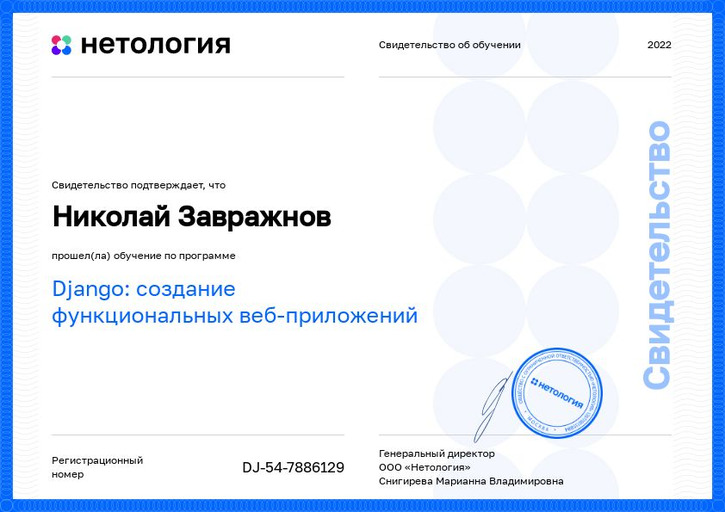 нетология
Свидетельство об обучении
2022
Свидетельство подтверждает, что
Николай Завражнов
прошел(ла) обучение по программе
Django: создание
функциональных веб-приложений
Свидетельство
нетология
МОСКВА
Регистрационный
номер
DJ-54-7886129
Генеральный директор
ООО «Нетология»
Снигирева Марианна Владимировна